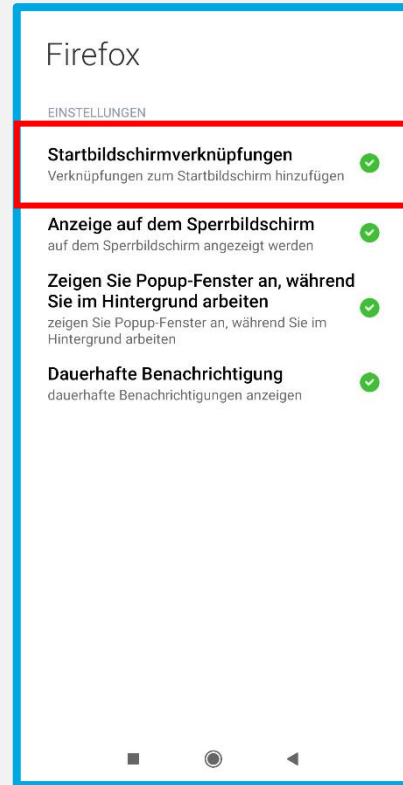 Firefox
EINSTELLUNGEN
Startbildschirmverknüpfungen
Verknüpfungen zum Startbildschirm hinzufügen
Anzeige auf dem Sperrbildschirm
auf dem Sperrbildschirm angezeigt werden
Zeigen Sie Popup-Fenster an, während
Sie im Hintergrund arbeiten
zeigen Sie Popup-Fenster an, während Sie im
Hintergrund arbeiten
Dauerhafte Benachrichtigung
dauerhafte Benachrichtigungen anzeigen